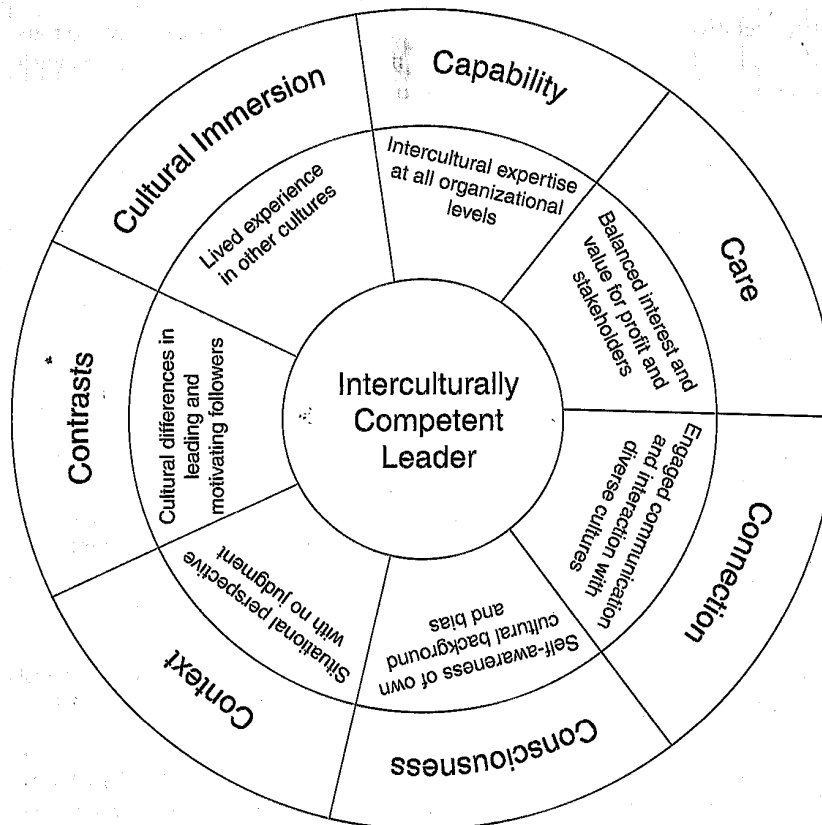 Interculturally
Competent
Leader
Capability
Intercultural expertise
at all organizational
levels
Care
Balanced interest and
value for profit and
stakeholders
Connection
Engaged communication
and interaction with
diverse cultures
Consciousness
Self-awareness of own
cultural background
and bias
Context
Situational perspective
with no judgment
Contrasts
Cultural differences in
leading and
motivating followers
Cultural Immersion
Lived experience
in other cultures